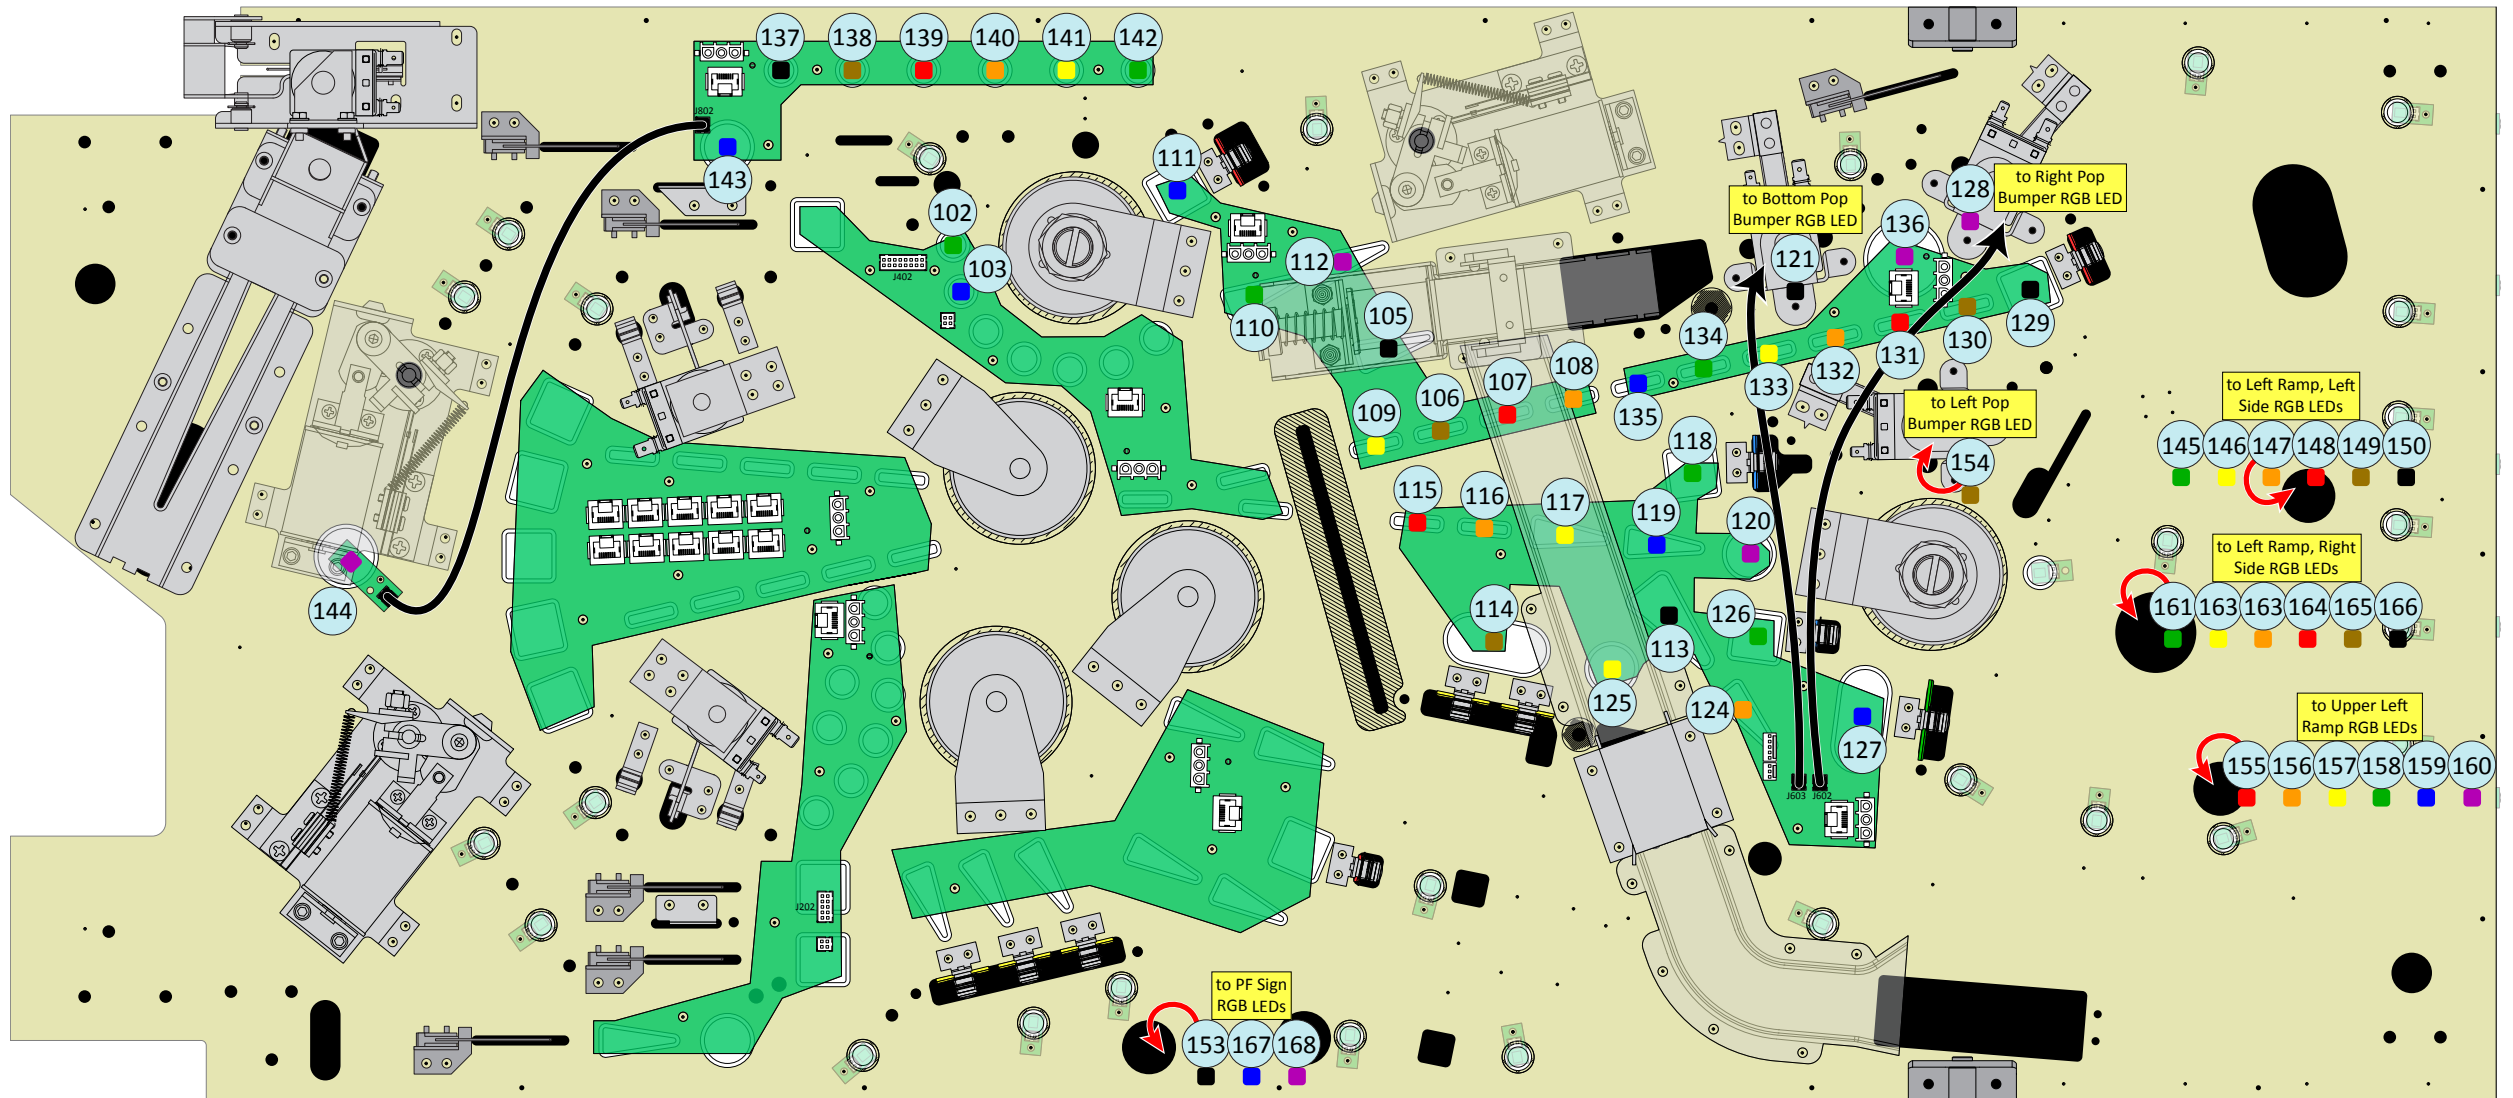 137 138 139 140 141 142
J802
143
111
102
103
J402
112
110
105
to Bottom Pop
Bumper RGB LED
128
to Right Pop
Bumper RGB LED
136
121
134
135
133
132
131
130
129
109
106
107
108
to Left Pop
Bumper RGB LED
154
118
115
116
117
119
120
to Left Ramp, Left
Side RGB LEDs
145 146 147 148 149 150
to Left Ramp, Right
Side RGB LEDs
161 163 163 164 165 166
144
114
113
126
125
124
127
J603 J602
to Upper Left
Ramp RGB LEDs
155 156 157 158 159 160
J202
to PF Sign
RGB LEDs
153 167 168